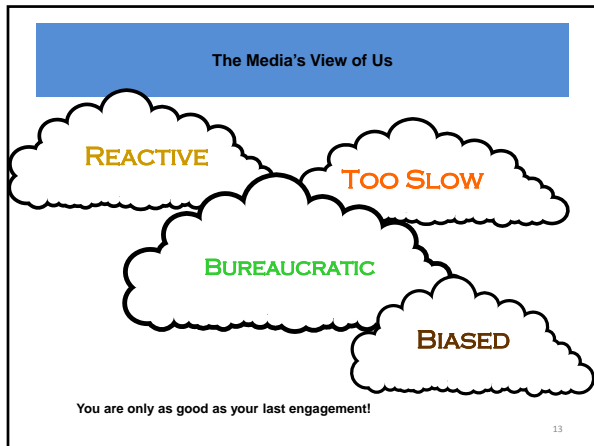 The Media's View of Us
REACTIVE
TOO SLOW
BUREAUCRATIC
BIASED
You are only as good as your last engagement!
13